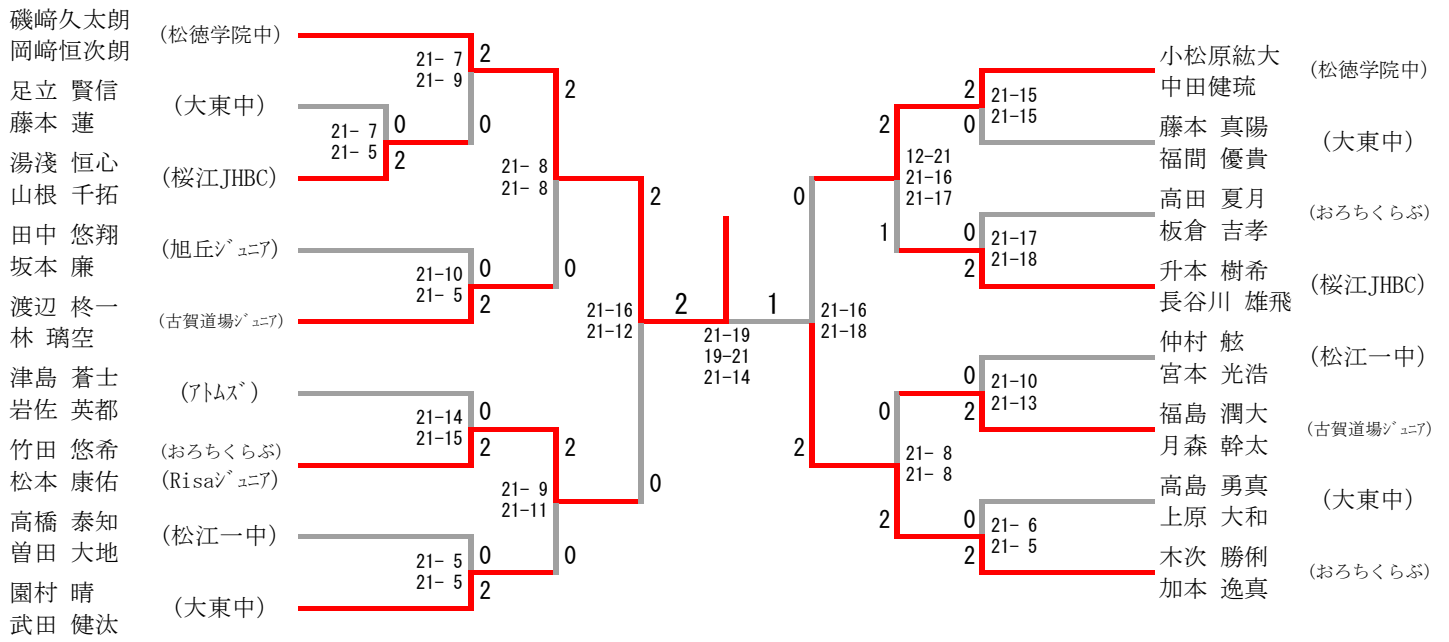 磯﨑久太朗
岡﨑恒次朗
(松徳学院中)
足立 賢信
藤本 蓮
(大東中)
湯淺 恒心
山根 千拓
(桜江JHBC)
田中 悠翔
坂本 廉
(旭丘ｼﾞｭﾆｱ)
渡辺 柊一
林 璃空
(古賀道場ｼﾞｭﾆｱ)
津島 蒼士
岩佐 英都
(ｱﾄﾑｽﾞ)
竹田 悠希
松本 康佑
(おろちくらぶ)
(Risaｼﾞｭﾆｱ)
高橋 泰知
曽田 大地
(松江一中)
園村 晴
武田 健汰
(大東中)
21- 7
21- 9
2
0
21- 7
21- 5
0
2
21- 8
21- 8
2
0
21-10
21- 5
0
2
21-16
21-12
2
0
21-14
21-15
0
2
21- 9
21-11
2
0
21- 5
21- 5
0
2
2
1
21-19
19-21
21-14
21-16
21-18
0
2
12-21
21-16
21-17
2
1
21-15
21-15
2
0
21-17
21-18
0
2
21- 8
21- 8
0
2
21-10
21-13
0
2
21- 6
21- 5
0
2
小松原紘大
中田健琉
(松徳学院中)
藤本 真陽
福間 優貴
(大東中)
高田 夏月
板倉 吉孝
(おろちくらぶ)
升本 樹希
長谷川 雄飛
(桜江JHBC)
仲村 舷
宮本 光浩
(松江一中)
福島 潤大
月森 幹太
(古賀道場ｼﾞｭﾆｱ)
高島 勇真
上原 大和
(大東中)
木次 勝俐
加本 逸真
(おろちくらぶ)